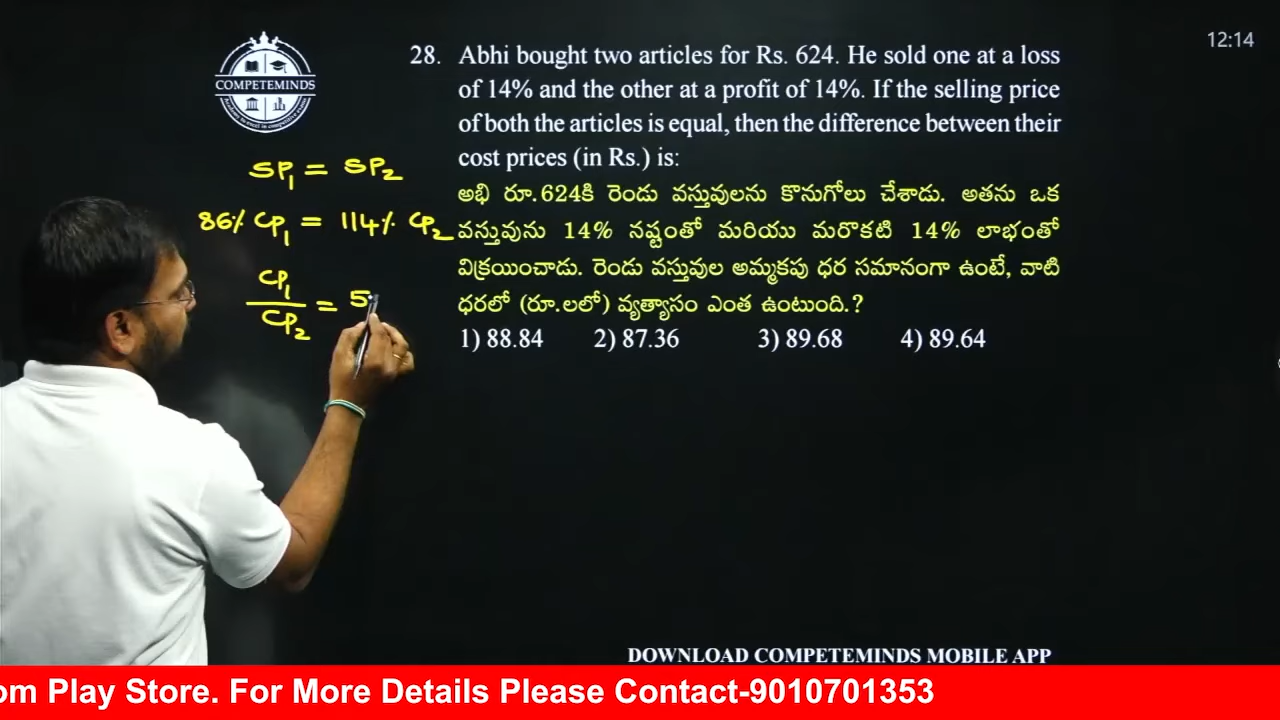 12:14
COMPETEMINDS
28. Abhi bought two articles for Rs. 624. He sold one at a loss
of 14% and the other at a profit of 14%. If the selling price
of both the articles is equal, then the difference between their
cost prices (in Rs.) is:
SP₁ = SP₂
86% CP₁ = 114% CP₂
CP₁
CP₂ = 5
అభి రూ.624కి రెండు వస్తువులను కొనుగోలు చేశాడు. అతను ఒక
వస్తువును 14% నష్టంతో మరియు మరొకటి 14% లాభంతో
విక్రయించాడు. రెండు వస్తువుల అమ్మకపు ధర సమానంగా ఉంటే, వాటి
ధరలో (రూ.లలో) వ్యత్యాసం ఎంత ఉంటుంది.?
1) 88.84 2) 87.36 3) 89.68 4) 89.64
DOWNLOAD COMPETEMINDS MOBILE APP
om Play Store. For More Details Please Contact-9010701353